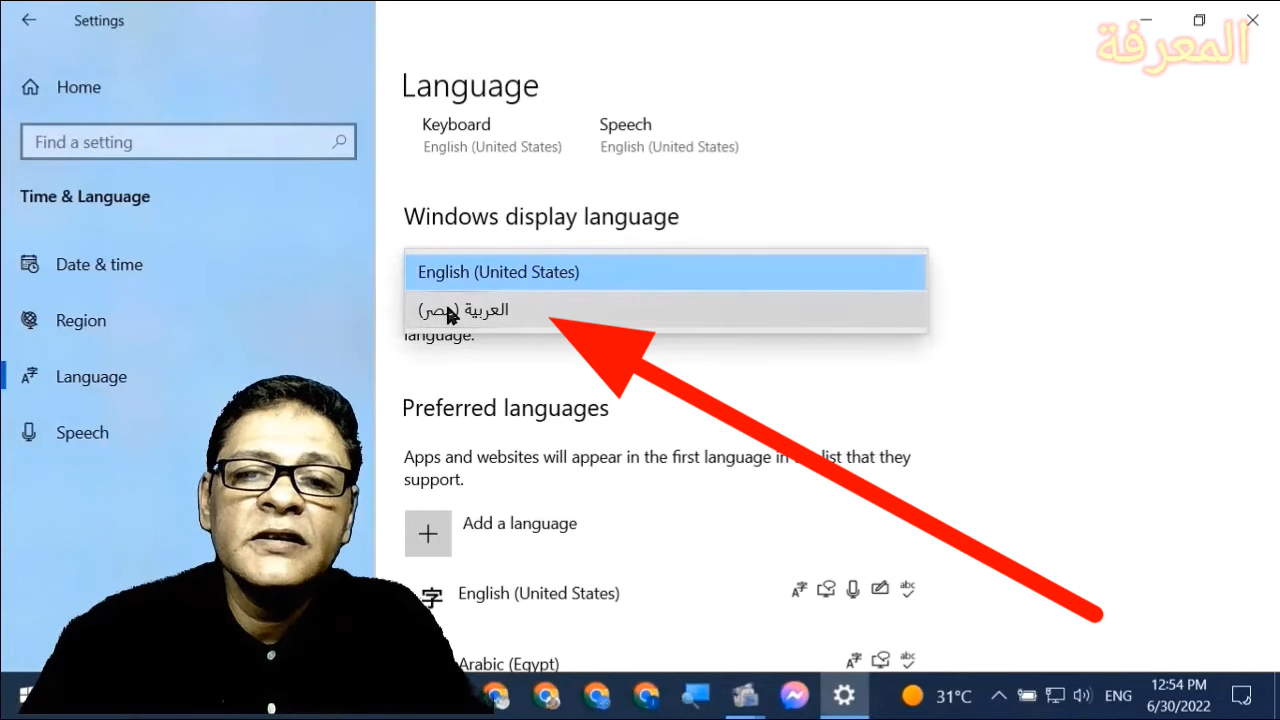 Settings
المعرفة
Home
Find a setting
Time & Language
Date & time
Region
Language
Speech
Language
Keyboard
Speech
English (United States)
English (United States)
Windows display language
English (United States)
العربية (مصر)
language.
Preferred languages
Apps and websites will appear in the first language in list that they
support.
Add a language
English (United States)
Arabic (Egypt)
31°C
ENG
12:54 PM
6/30/2022